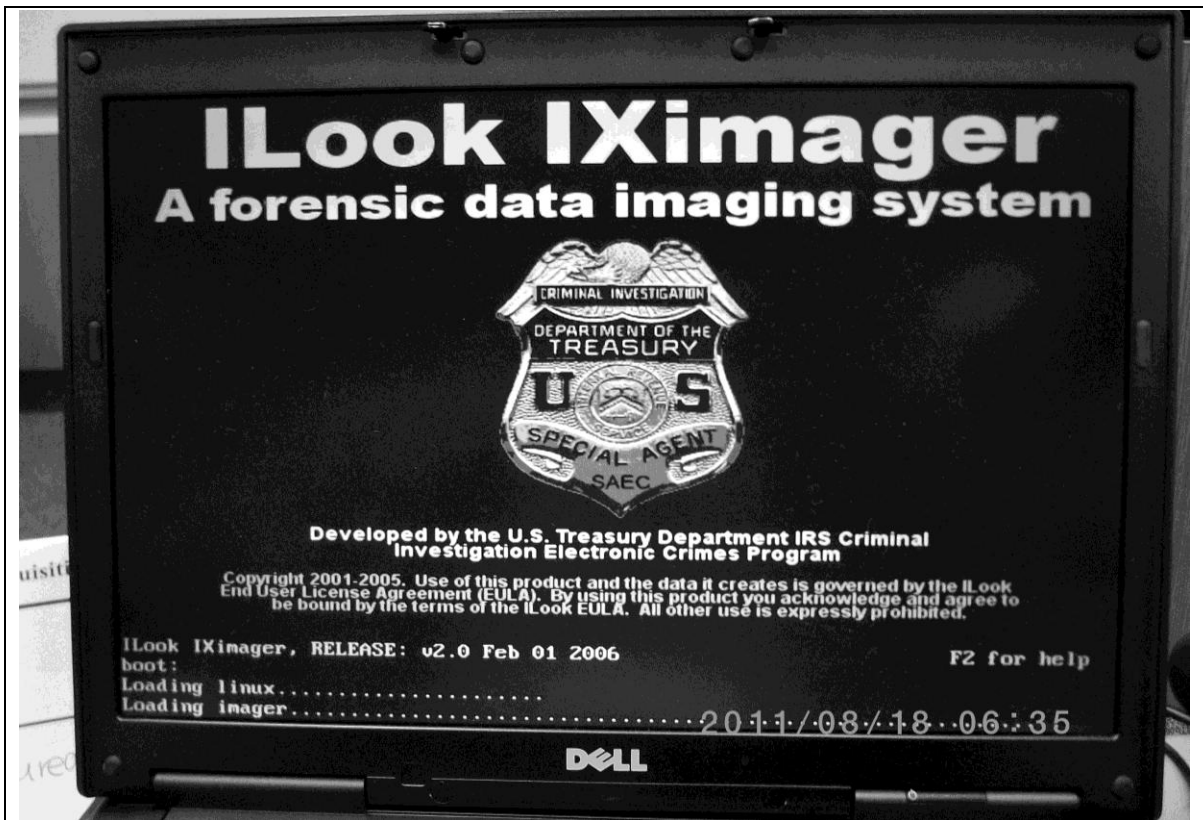 ILook IXimager
A forensic data imaging system
CRIMINAL INVESTIGATION
DEPARTMENT OF THE
TREASURY
U S
SPECIAL AGENT
SAEC
Developed by the U.S. Treasury Department IRS Criminal
Investigation Electronic Crimes Program
Copyright 2001-2005. Use of this product and the data it creates is governed by the ILook
End User License Agreement (EULA). By using this product you acknowledge and agree to
be bound by the terms of the ILook EULA. All other use is expressly prohibited.
ILook IXimager, RELEASE: v2.0 Feb 01 2006
F2 for help
boot:
Loading linux......................
Loading imager..........................................................
2011/08/18 06:35
DELL